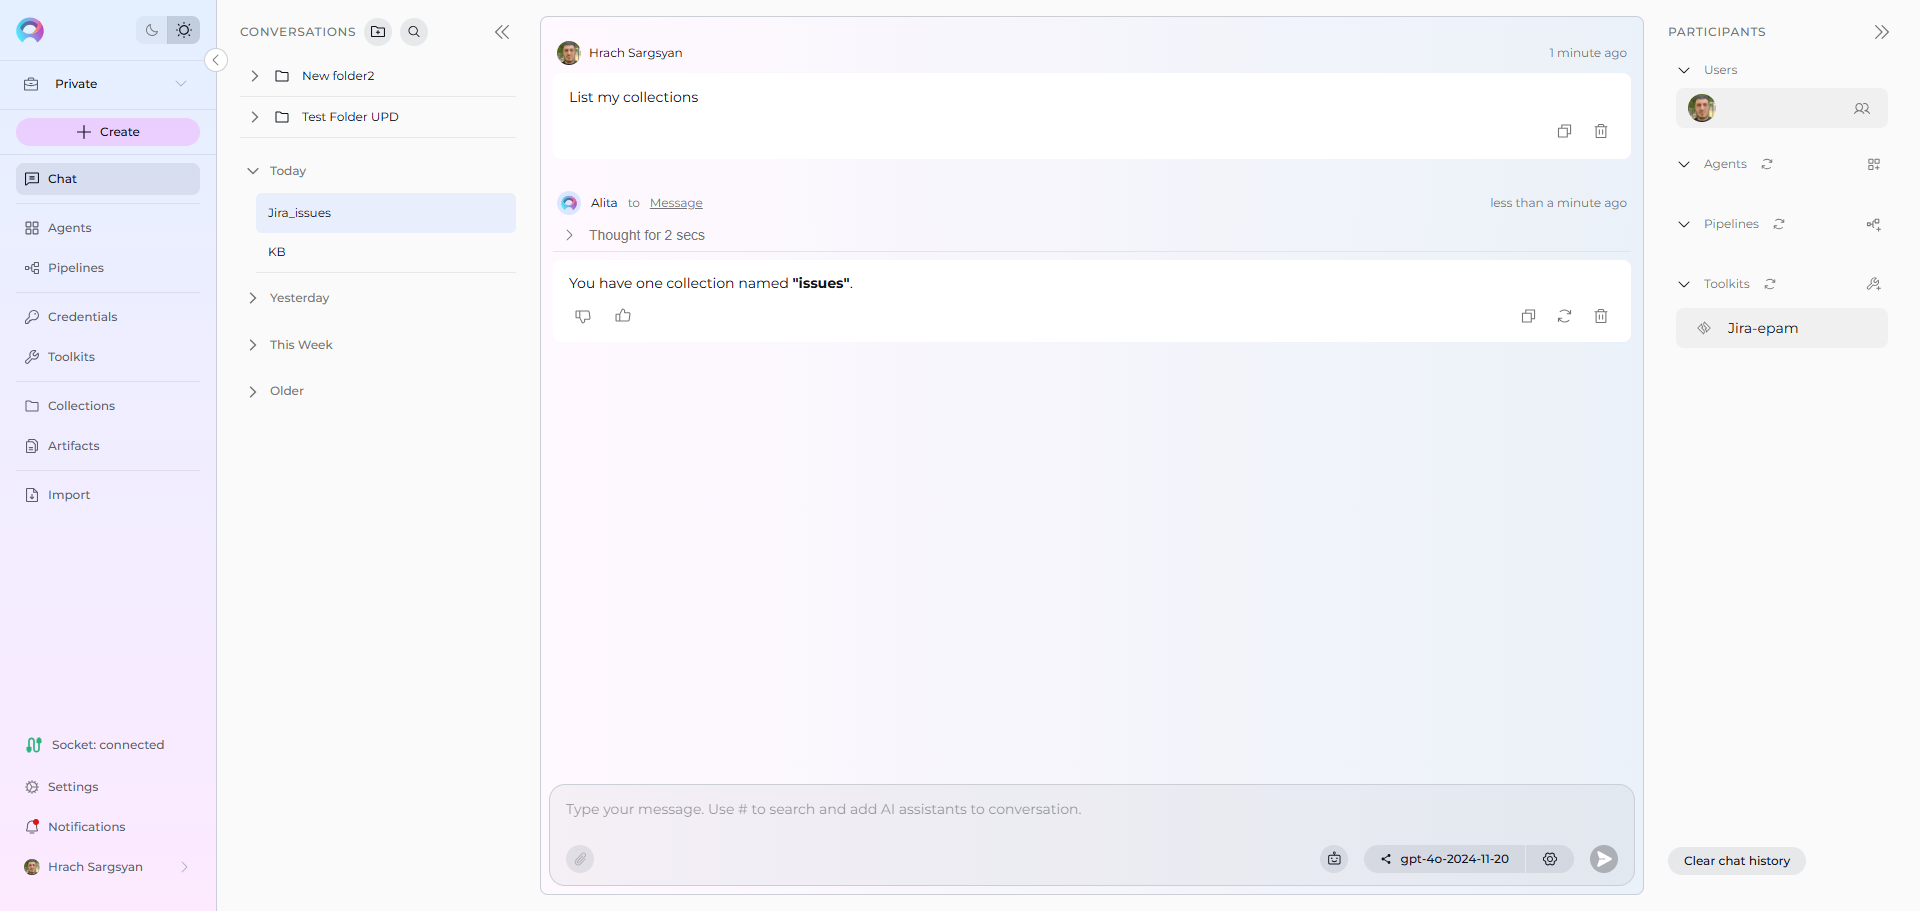 Private
Create
Chat
Agents
Pipelines
Credentials
Toolkits
Collections
Artifacts
Import
Socket: connected
Settings
Notifications
Hrach Sargsyan
CONVERSATIONS
New folder2
Test Folder UPD
Today
Jira_issues
KB
Yesterday
This Week
Older
Hrach Sargsyan
1 minute ago
List my collections
Alita to Message
less than a minute ago
Thought for 2 secs
You have one collection named "issues".
Type your message. Use # to search and add AI assistants to conversation.
gpt-4o-2024-11-20
PARTICIPANTS
Users
Agents
Pipelines
Toolkits
Jira-epam
Clear chat history